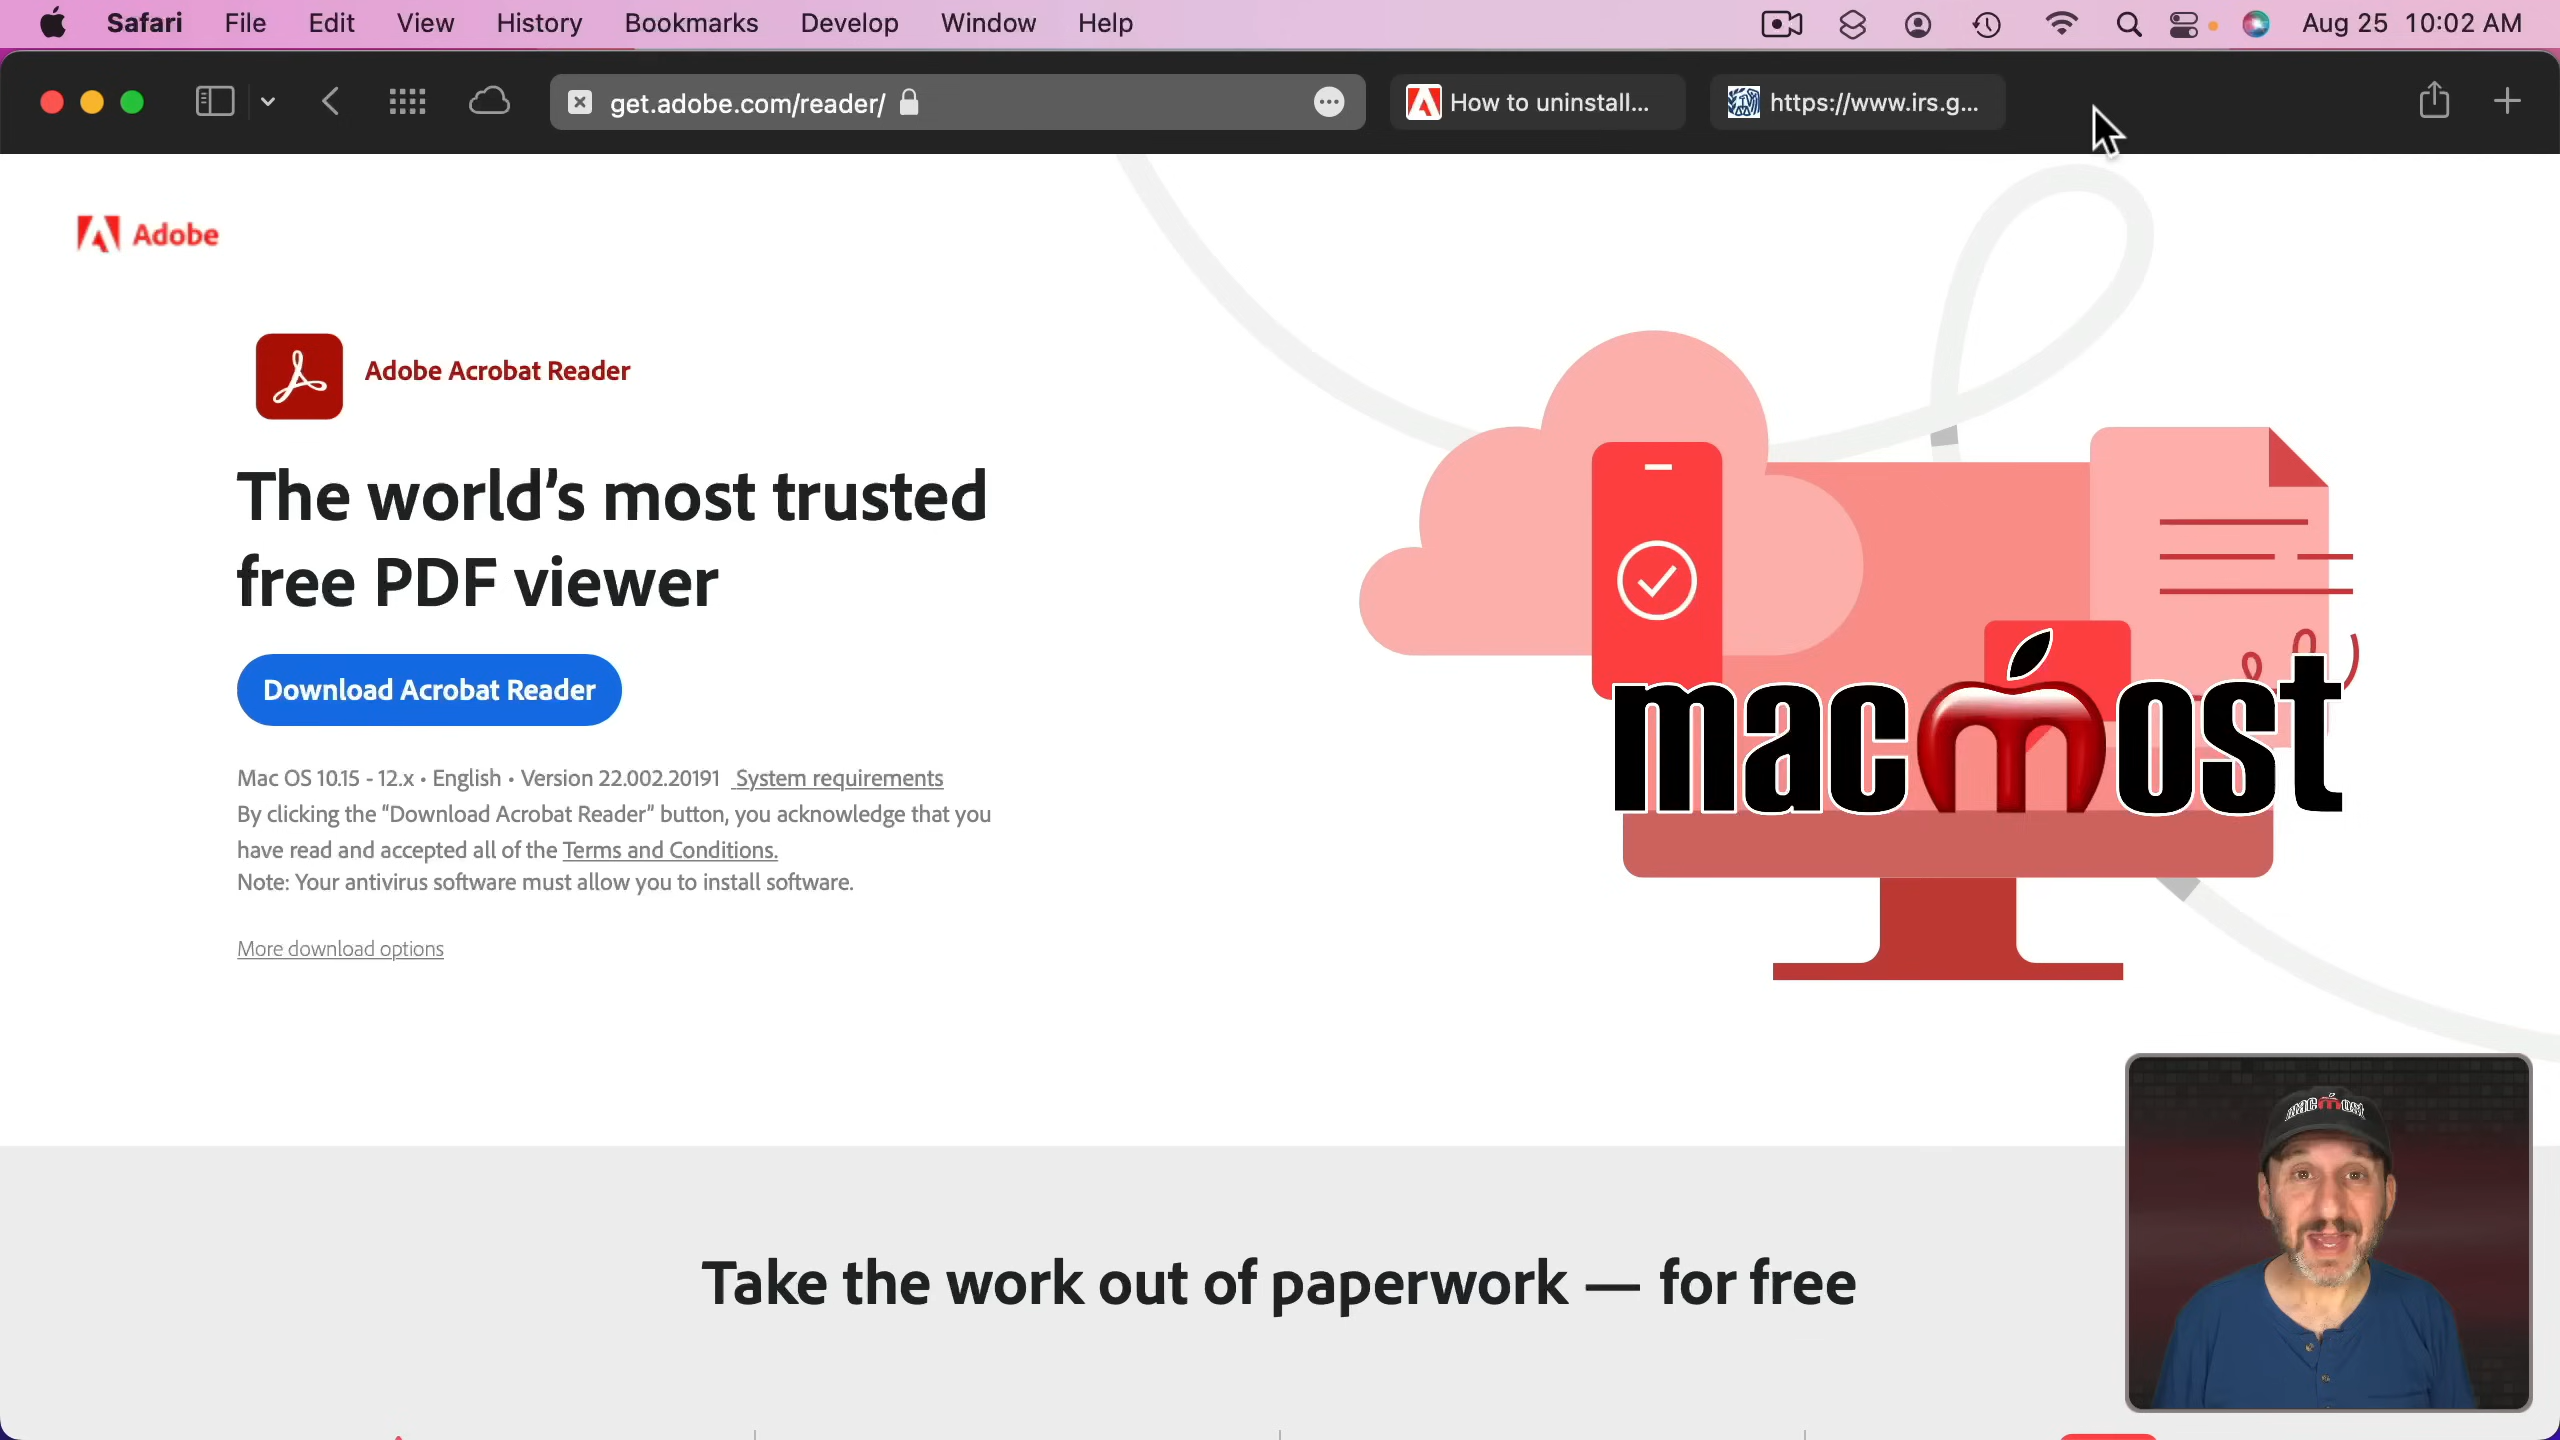 Safari File Edit View History Bookmarks Develop Window Help Aug 25 10:02 AM
get.adobe.com/reader/ How to uninstall... https://www.irs.g...
Adobe
Adobe Acrobat Reader
The world’s most trusted
free PDF viewer
Download Acrobat Reader
Mac OS 10.15 - 12.x • English • Version 22.002.20191 System requirements
By clicking the “Download Acrobat Reader” button, you acknowledge that you
have read and accepted all of the Terms and Conditions.
Note: Your antivirus software must allow you to install software.
More download options
macmost
macmost
Take the work out of paperwork — for free